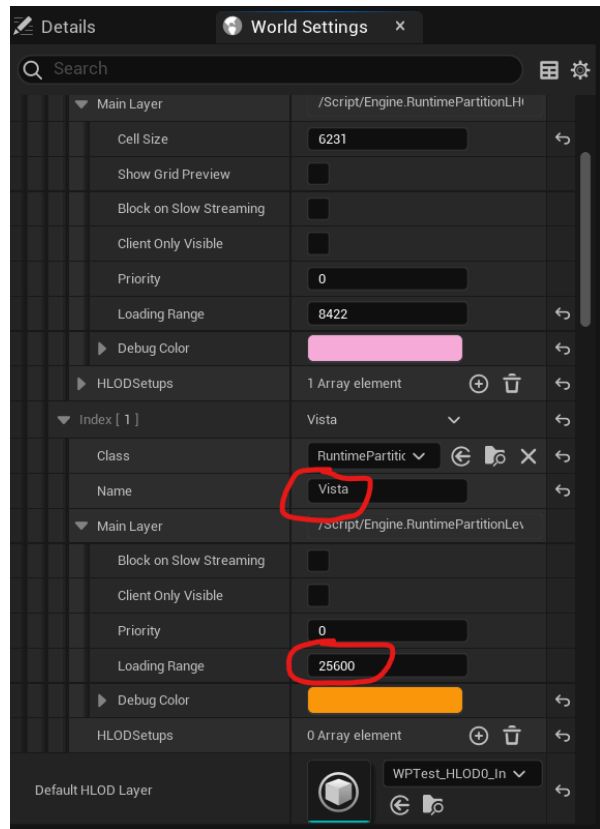 Details
World Settings ×
Search
Main Layer /Script/Engine.RuntimePartitionLH
Cell Size 6231
Show Grid Preview
Block on Slow Streaming
Client Only Visible
Priority 0
Loading Range 8422
Debug Color
HLODSetups 1 Array element
Index [ 1 ] Vista
Class RuntimePartitic
Name Vista
Main Layer /Script/Engine.RuntimePartitionLev
Block on Slow Streaming
Client Only Visible
Priority 0
Loading Range 25600
Debug Color
HLODSetups 0 Array element
Default HLOD Layer WPTest_HLOD0_In